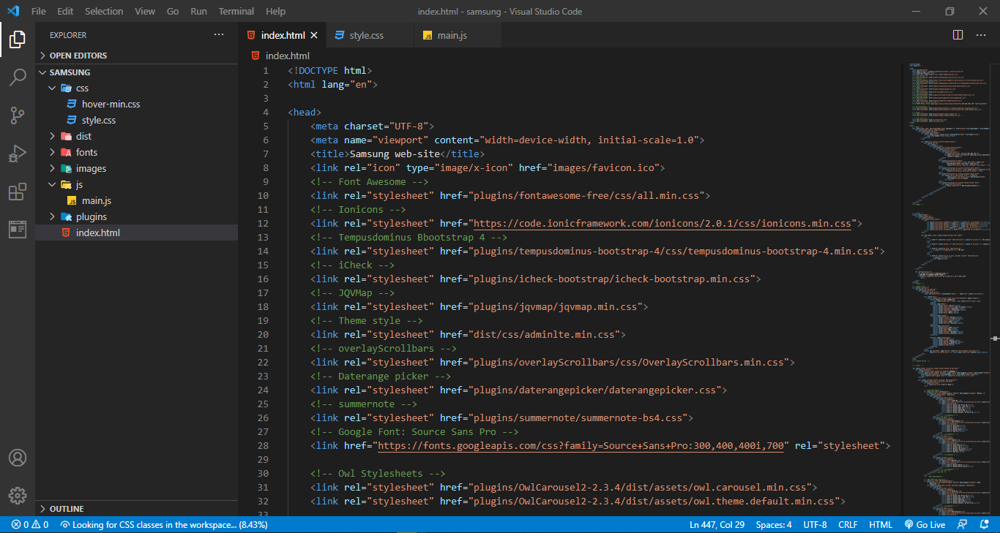 File Edit Selection View Go Run Terminal Help
index.html - samsung - Visual Studio Code
EXPLORER
OPEN EDITORS
SAMSUNG
css
hover-min.css
style.css
dist
fonts
images
js
main.js
plugins
index.html
OUTLINE
index.html style.css main.js
index.html
1 <!DOCTYPE html>
2 <html lang="en">
3
4 <head>
5 <meta charset="UTF-8">
6 <meta name="viewport" content="width=device-width, initial-scale=1.0">
7 <title>Samsung web-site</title>
8 <link rel="icon" type="image/x-icon" href="images/favicon.ico">
9 <!-- Font Awesome -->
10 <link rel="stylesheet" href="plugins/fontawesome-free/css/all.min.css">
11 <!-- Ionicons -->
12 <link rel="stylesheet" href="https://code.ionicframework.com/ionicons/2.0.1/css/ionicons.min.css">
13 <!-- Tempusdominus Bbootstrap 4 -->
14 <link rel="stylesheet" href="plugins/tempusdominus-bootstrap-4/css/tempusdominus-bootstrap-4.min.css">
15 <!-- iCheck -->
16 <link rel="stylesheet" href="plugins/icheck-bootstrap/icheck-bootstrap.min.css">
17 <!-- JQVMap -->
18 <link rel="stylesheet" href="plugins/jqvmap/jqvmap.min.css">
19 <!-- Theme style -->
20 <link rel="stylesheet" href="dist/css/adminlte.min.css">
21 <!-- overlayScrollbars -->
22 <link rel="stylesheet" href="plugins/overlayScrollbars/css/OverlayScrollbars.min.css">
23 <!-- Daterange picker -->
24 <link rel="stylesheet" href="plugins/daterangepicker/daterangepicker.css">
25 <!-- summernote -->
26 <link rel="stylesheet" href="plugins/summernote/summernote-bs4.css">
27 <!-- Google Font: Source Sans Pro -->
28 <link href="https://fonts.googleapis.com/css?family=Source+Sans+Pro:300,400,400i,700" rel="stylesheet">
29
30 <!-- Owl Stylesheets -->
31 <link rel="stylesheet" href="plugins/OwlCarousel2-2.3.4/dist/assets/owl.carousel.min.css">
32 <link rel="stylesheet" href="plugins/OwlCarousel2-2.3.4/dist/assets/owl.theme.default.min.css">
33
0 0 Looking for CSS classes in the workspace... (8.43%) Ln 447, Col 29 Spaces: 4 UTF-8 CRLF HTML Go Live